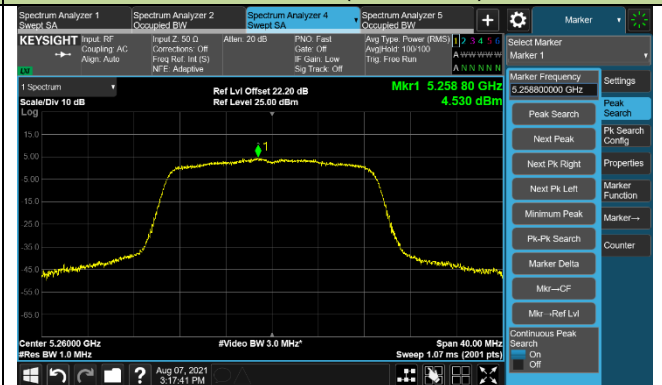 Spectrum Analyzer 1
Swept SA
Spectrum Analyzer 2
Occupied BW
Spectrum Analyzer 4
Swept SA
Spectrum Analyzer 5
Occupied BW
+
Marker
KEYSIGHT
Input: RF
Coupling: AC
Align: Auto
Input Z: 50 Ω
Corrections: Off
Freq Ref: Int (S)
NFE: Adaptive
Atten: 20 dB
PNO: Fast
Gate: Off
IF Gain: Low
Sig Track: Off
Avg Type: Power (RMS)
Avg|Hold: 100/100
Trig: Free Run
1 2 3 4 5 6
A W W W W W
A N N N N N
LV
Select Marker
Marker 1
1 Spectrum
Scale/Div 10 dB
Log
Ref Lvl Offset 22.20 dB
Ref Level 25.00 dBm
Mkr1 5.258 80 GHz
4.530 dBm
1
15.0
5.00
-5.00
-15.0
-25.0
-35.0
-45.0
-55.0
-65.0
Center 5.26000 GHz
#Res BW 1.0 MHz
#Video BW 3.0 MHz*
Span 40.00 MHz
Sweep 1.07 ms (2001 pts)
Marker Frequency
5.258800000 GHz
Peak Search
Next Peak
Next Pk Right
Next Pk Left
Minimum Peak
Pk-Pk Search
Marker Delta
Mkr→CF
Mkr→Ref Lvl
Continuous Peak
Search
On
Off
Settings
Peak
Search
Pk Search
Config
Properties
Marker
Function
Marker→
Counter
?
Aug 07, 2021
3:17:41 PM